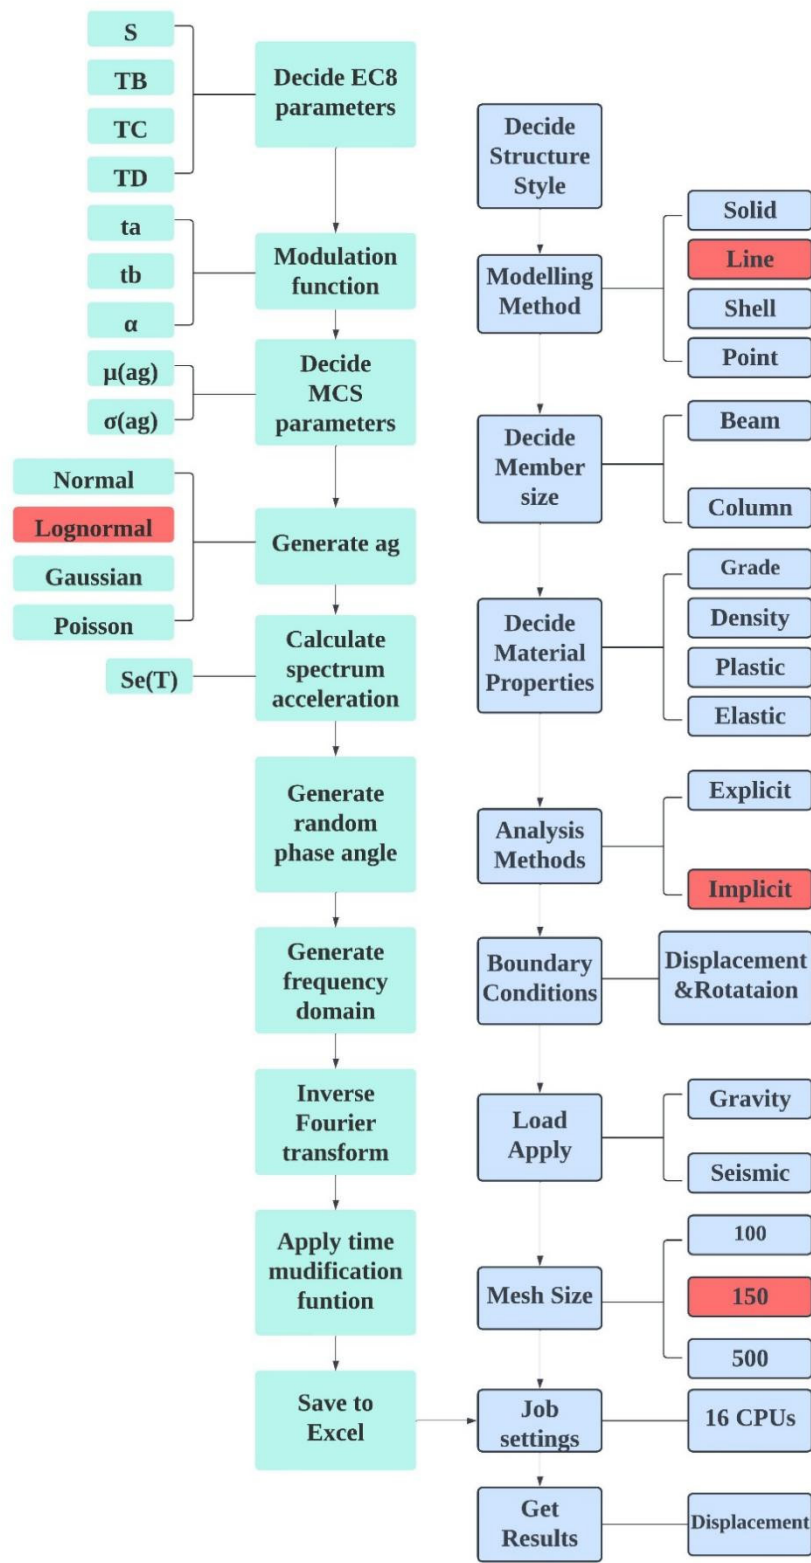 S
TB
TC
TD
Decide EC8
parameters
ta
tb
α
Modulation
function
μ(ag)
σ(ag)
Decide
MCS
parameters
Normal
Lognormal
Gaussian
Poisson
Generate ag
Se(T)
Calculate
spectrum
acceleration
Generate
random
phase angle
Generate
frequency
domain
Inverse
Fourier
transform
Apply time
mudification
funtion
Save to
Excel
Decide
Structure
Style
Modelling
Method
Solid
Line
Shell
Point
Decide
Member
size
Beam
Column
Decide
Material
Properties
Grade
Density
Plastic
Elastic
Analysis
Methods
Explicit
Implicit
Boundary
Conditions
Displacement
&Rotataion
Load
Apply
Gravity
Seismic
Mesh Size
100
150
500
Job
settings
16 CPUs
Get
Results
Displacement